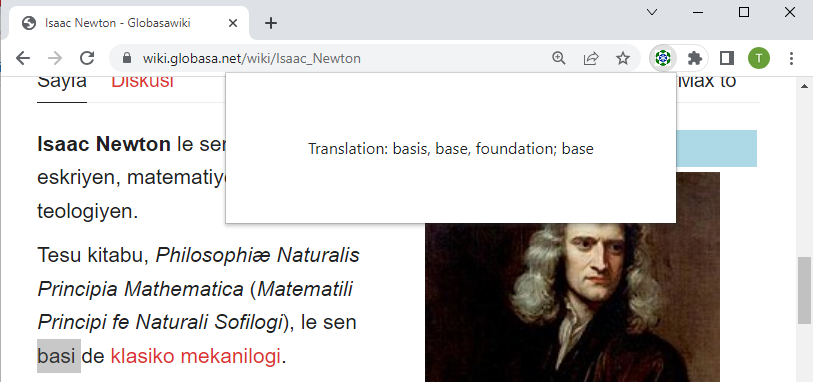 Isaac Newton - Globasawiki
wiki.globasa.net/wiki/Isaac_Newton
T
Sayfa Diskusi Max to
Translation: basis, base, foundation; base
Isaac Newton le sen
eskriyen, matematiye
teologiyen.
Tesu kitabu, Philosophiæ Naturalis
Principia Mathematica (Matematili
Principi fe Naturali Sofilogi), le sen
basi de klasiko mekanilogi.